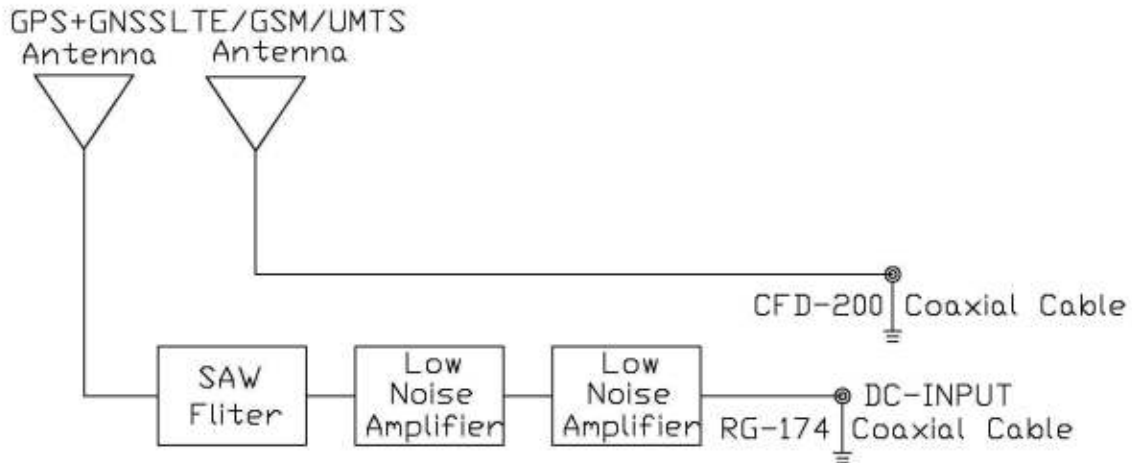 GPS+GNSSLTE/GSM/UMTS
Antenna
Antenna
CFD-200 Coaxial Cable
SAW
Fliter
Low
Noise
Amplifier
Low
Noise
Amplifier
DC-INPUT
RG-174 Coaxial Cable